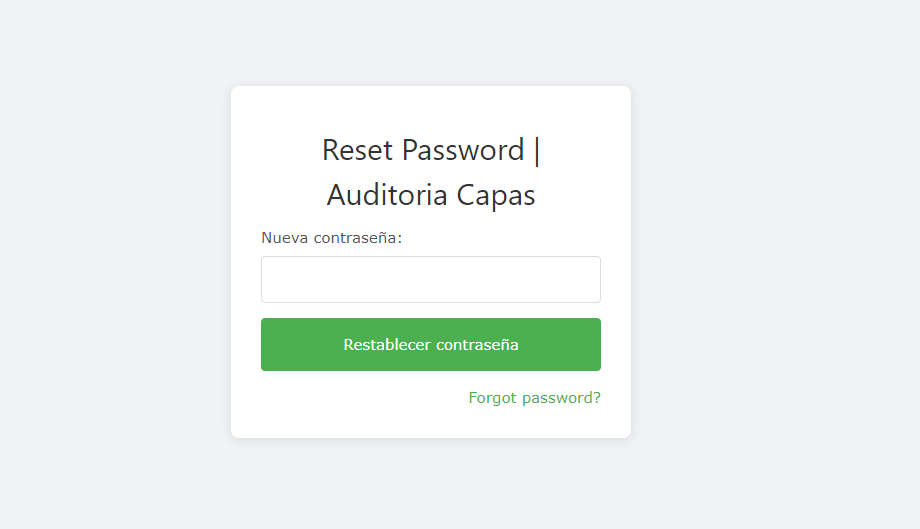 Reset Password |
Auditoria Capas
Nueva contraseña:
Restablecer contraseña
Forgot password?